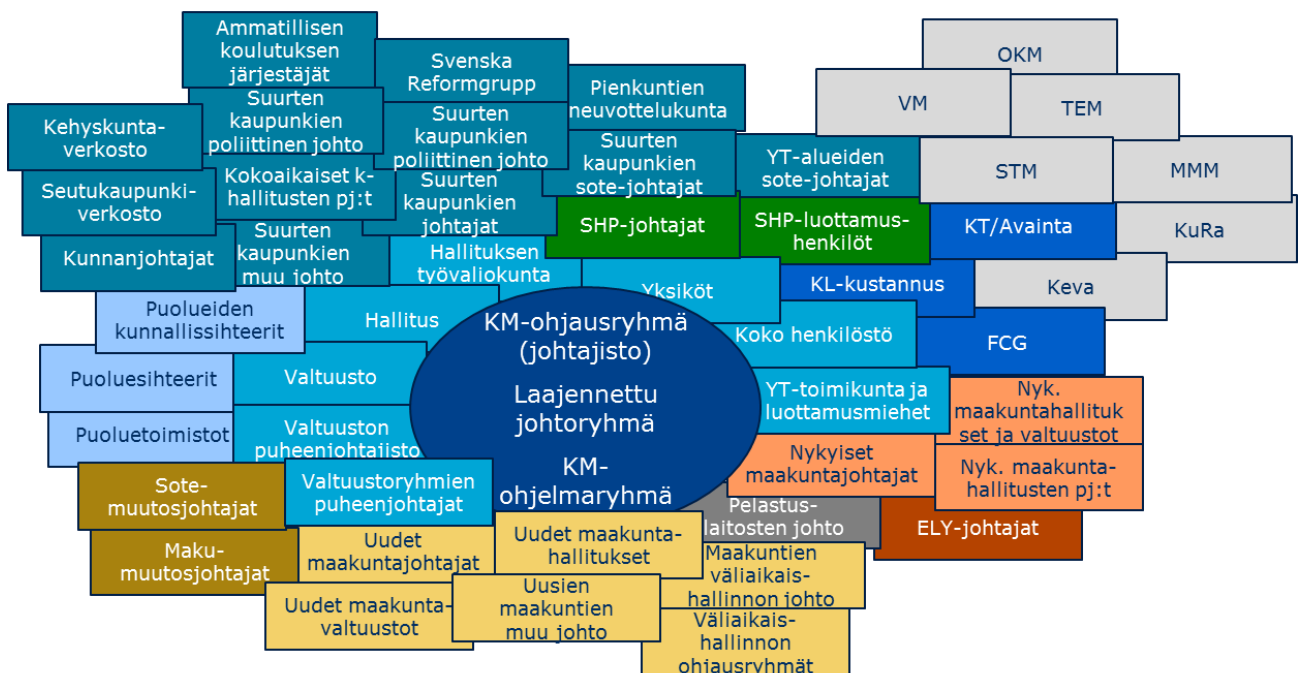 Ammatillisen
koulutuksen
järjestäjät
Svenska
Reformgrupp
Pienkuntien
neuvottelukunta
OKM
VM
TEM
Kehyskunta-
verkosto
Suurten
kaupunkien
poliittinen johto
Suurten
kaupunkien
poliittinen johto
Suurten
kaupunkien
sote-johtajat
YT-alueiden
sote-johtajat
STM
MMM
Seutukaupunki-
verkosto
Kokoaikaiset k-
hallitusten pj:t
Suurten
kaupunkien
johtajat
SHP-johtajat
SHP-luottamus-
henkilöt
KT/Avainta
KuRa
Kunnanjohtajat
Suurten
kaupunkien
muu johto
Hallituksen
työvaliokunta
Yksiköt
KL-kustannus
Keva
Puolueiden
kunnallissihteerit
Hallitus
KM-ohjausryhmä
(johtajisto)
Laajennettu
johtoryhmä
KM-
ohjelmaryhmä
Koko henkilöstö
FCG
Puoluesihteerit
Valtuusto
YT-toimikunta ja
luottamusmiehet
Nyk.
maakuntahallituk
set ja valtuustot
Puoluetoimistot
Valtuuston
puheenjohtajisto
Nykyiset
maakuntajohtajat
Nyk. maakunta-
hallitusten pj:t
Sote-
muutosjohtajat
Valtuustoryhmien
puheenjohtajat
Pelastus-
laitosten johto
ELY-johtajat
Maku-
muutosjohtajat
Uudet
maakuntajohtajat
Uudet maakunta-
hallitukset
Maakuntien
väliaikais-
hallinnon johto
Uudet maakunta-
valtuustot
Uusien
maakuntien
muu johto
Väliaikais-
hallinnon
ohjausryhmät